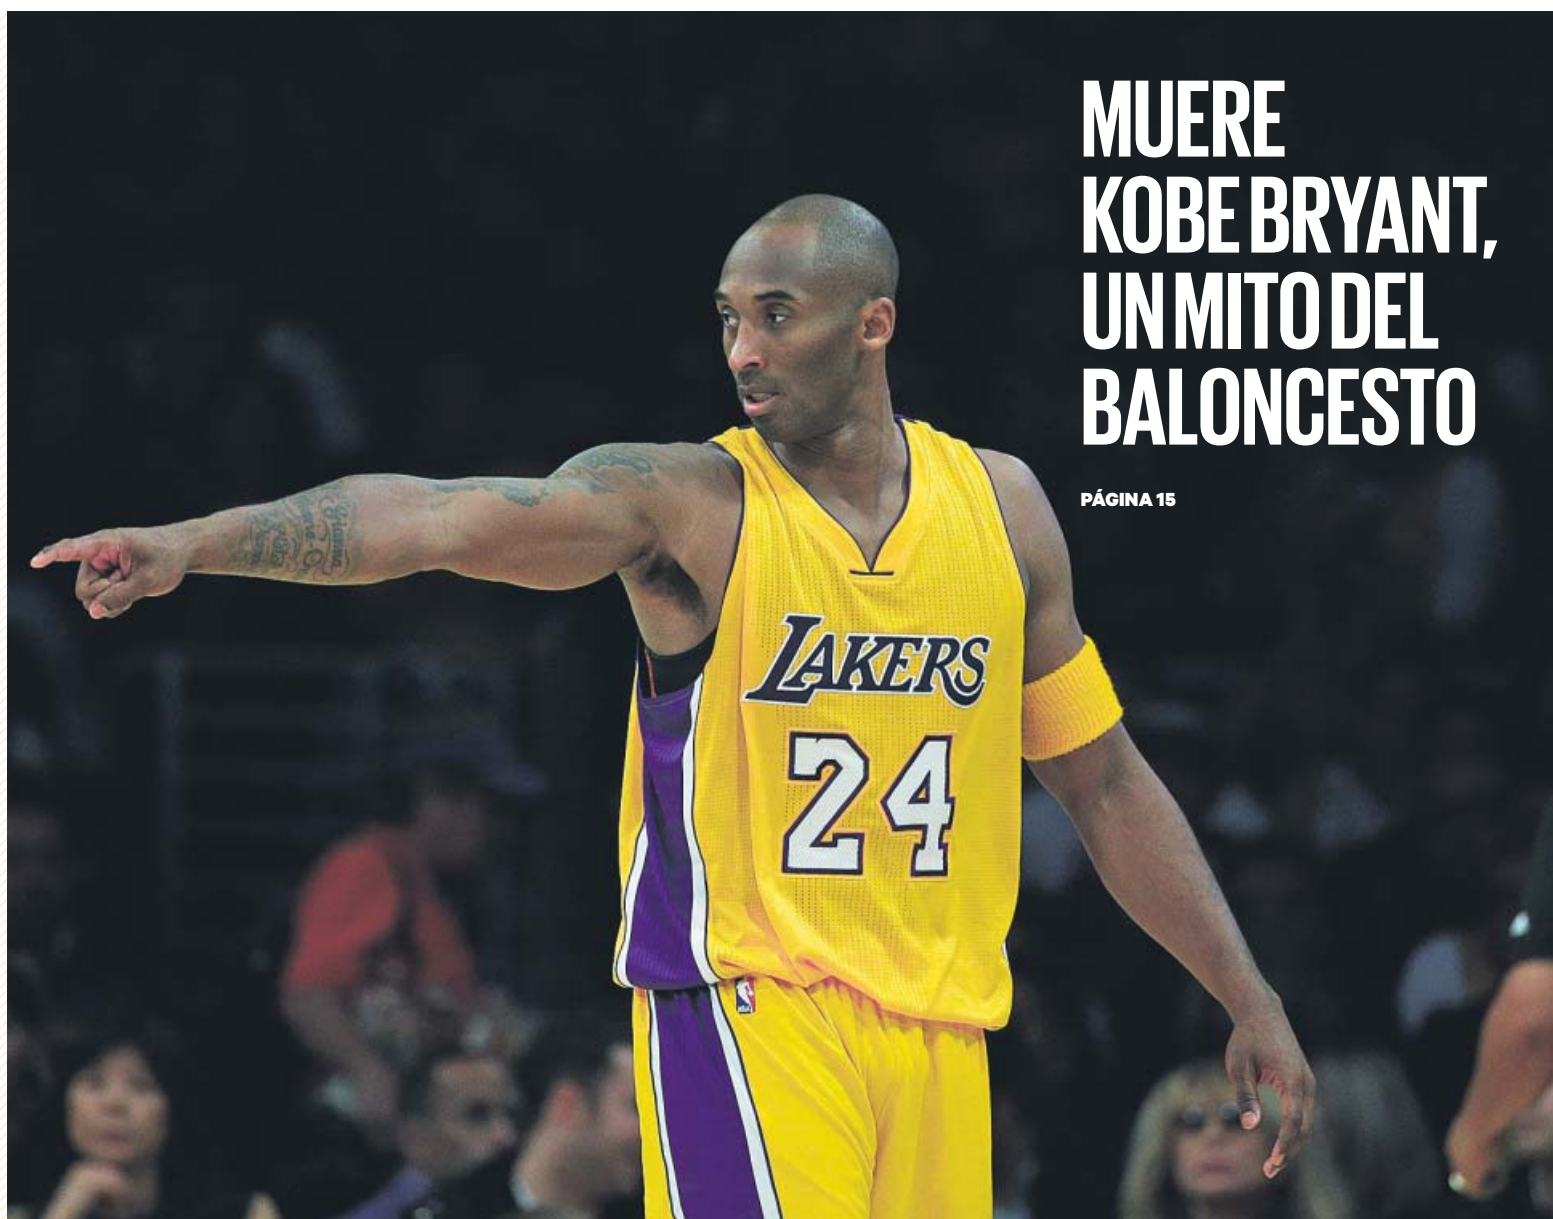 MUERE
KOBE BRYANT,
UN MITO DEL
BALONCESTO
PÁGINA 15
LAKERS
24